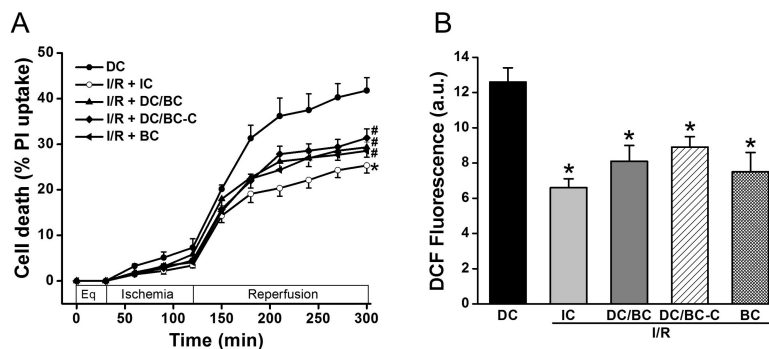 A
Cell death (% PI uptake)
50
40
30
20
10
0
DC
I/R + IC
I/R + DC/BC
I/R + DC/BC-C
I/R + BC
#
#
#
*
Eq
Ischemia
Reperfusion
0
50
100
150
200
250
300
Time (min)
B
DCF Fluorescence (a.u.)
14
12
10
8
6
4
2
0
*
*
*
*
DC
IC
DC/BC
DC/BC-C
BC
I/R